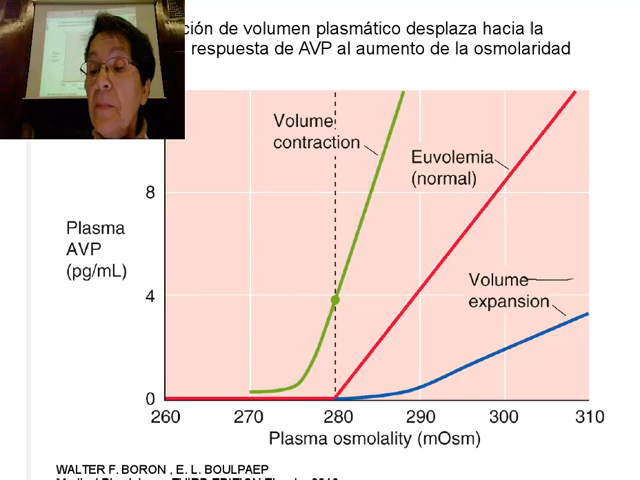 ción de volumen plasmático desplaza hacia la
respuesta de AVP al aumento de la osmolaridad
Volume
contraction
Euvolemia
(normal)
8
Plasma
AVP
(pg/mL)
Volume
expansion
4
0
260 270 280 290 300 310
Plasma osmolality (mOsm)
WALTER F. BORON , E. L. BOULPAEP